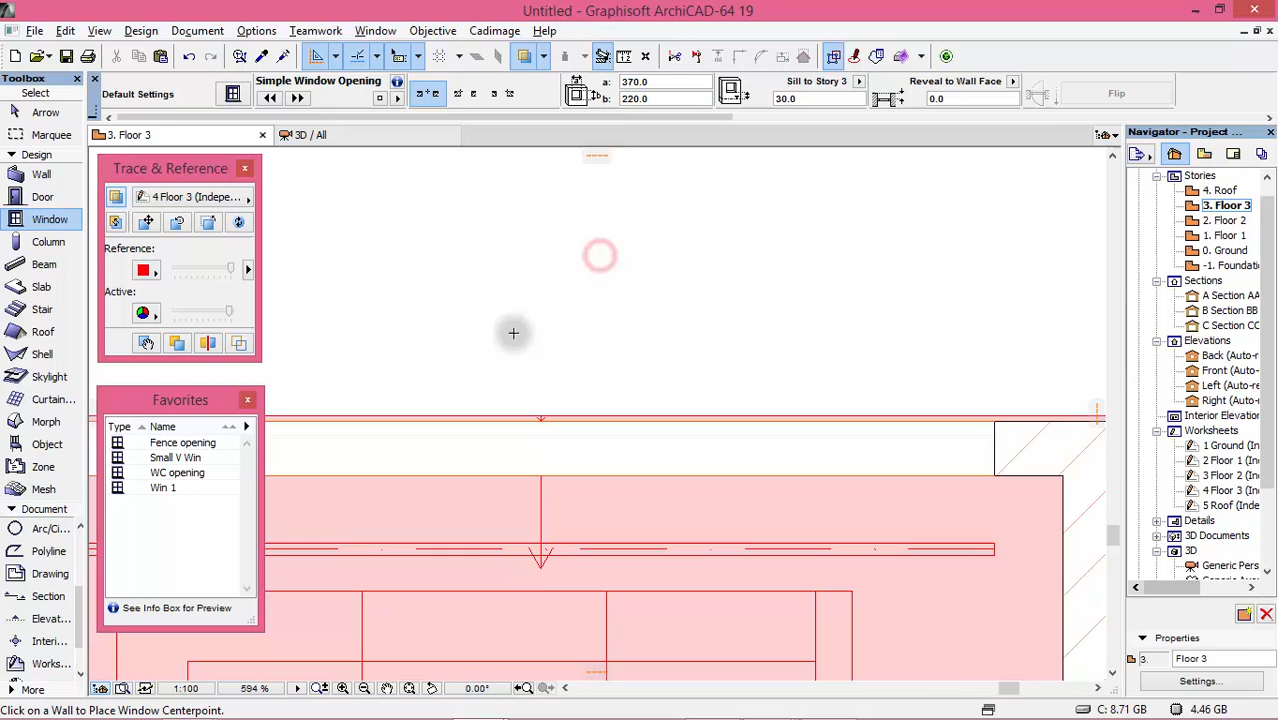 Untitled - Graphisoft ArchiCAD-64 19
File Edit View Design Document Options Teamwork Window Objective Cadimage Help
Toolbox
Select
Arrow
Marquee
Design
Wall
Door
Window
Column
Beam
Slab
Stair
Roof
Shell
Skylight
Curtain...
Morph
Object
Zone
Mesh
Document
Arc/Ci...
Polyline
Drawing
Section
Elevat...
Interi...
Works...
More
Default Settings
Simple Window Opening
a: 370.0
b: 220.0
Sill to Story 3
30.0
Reveal to Wall Face
0.0
Flip
3. Floor 3
3D / All
Trace & Reference
4 Floor 3 (Indepe...
Reference:
Active:
Favorites
Type Name
Fence opening
Small V Win
WC opening
Win 1
See Info Box for Preview
Navigator - Project ...
Stories
4. Roof
3. Floor 3
2. Floor 2
1. Floor 1
0. Ground
-1. Foundatio
Sections
A Section AA
B Section BB
C Section CC
Elevations
Back (Auto-r
Front (Auto-
Left (Auto-re
Right (Auto-
Interior Elevation
Worksheets
1 Ground (In
2 Floor 1 (In
3 Floor 2 (In
4 Floor 3 (In
5 Roof (Inde
Details
3D Documents
3D
Generic Pers
Properties
3. Floor 3
Settings...
1:100
594 %
0.00°
Click on a Wall to Place Window Centerpoint.
C: 8.71 GB
4.46 GB